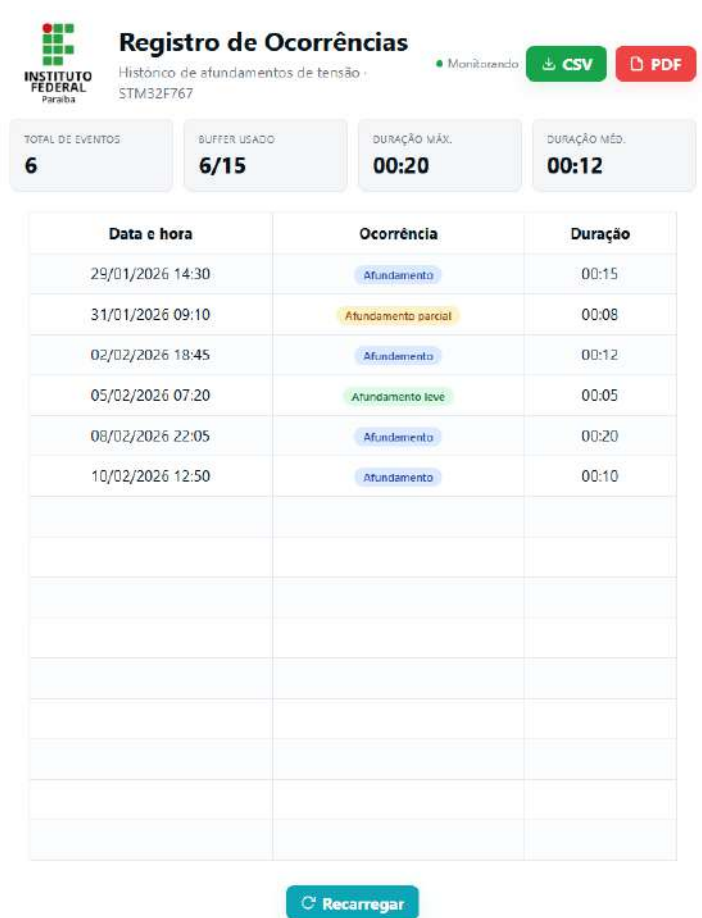 INSTITUTO
FEDERAL
Paraíba
Registro de Ocorrências
Histórico de afundamentos de tensão ·
STM32F767
Monitorando
CSV
PDF
TOTAL DE EVENTOS
6
BUFFER USADO
6/15
DURAÇÃO MÁX.
00:20
DURAÇÃO MÉD.
00:12
Data e hora Ocorrência Duração
29/01/2026 14:30 Afundamento 00:15
31/01/2026 09:10 Afundamento parcial 00:08
02/02/2026 18:45 Afundamento 00:12
05/02/2026 07:20 Afundamento leve 00:05
08/02/2026 22:05 Afundamento 00:20
10/02/2026 12:50 Afundamento 00:10
Recarregar